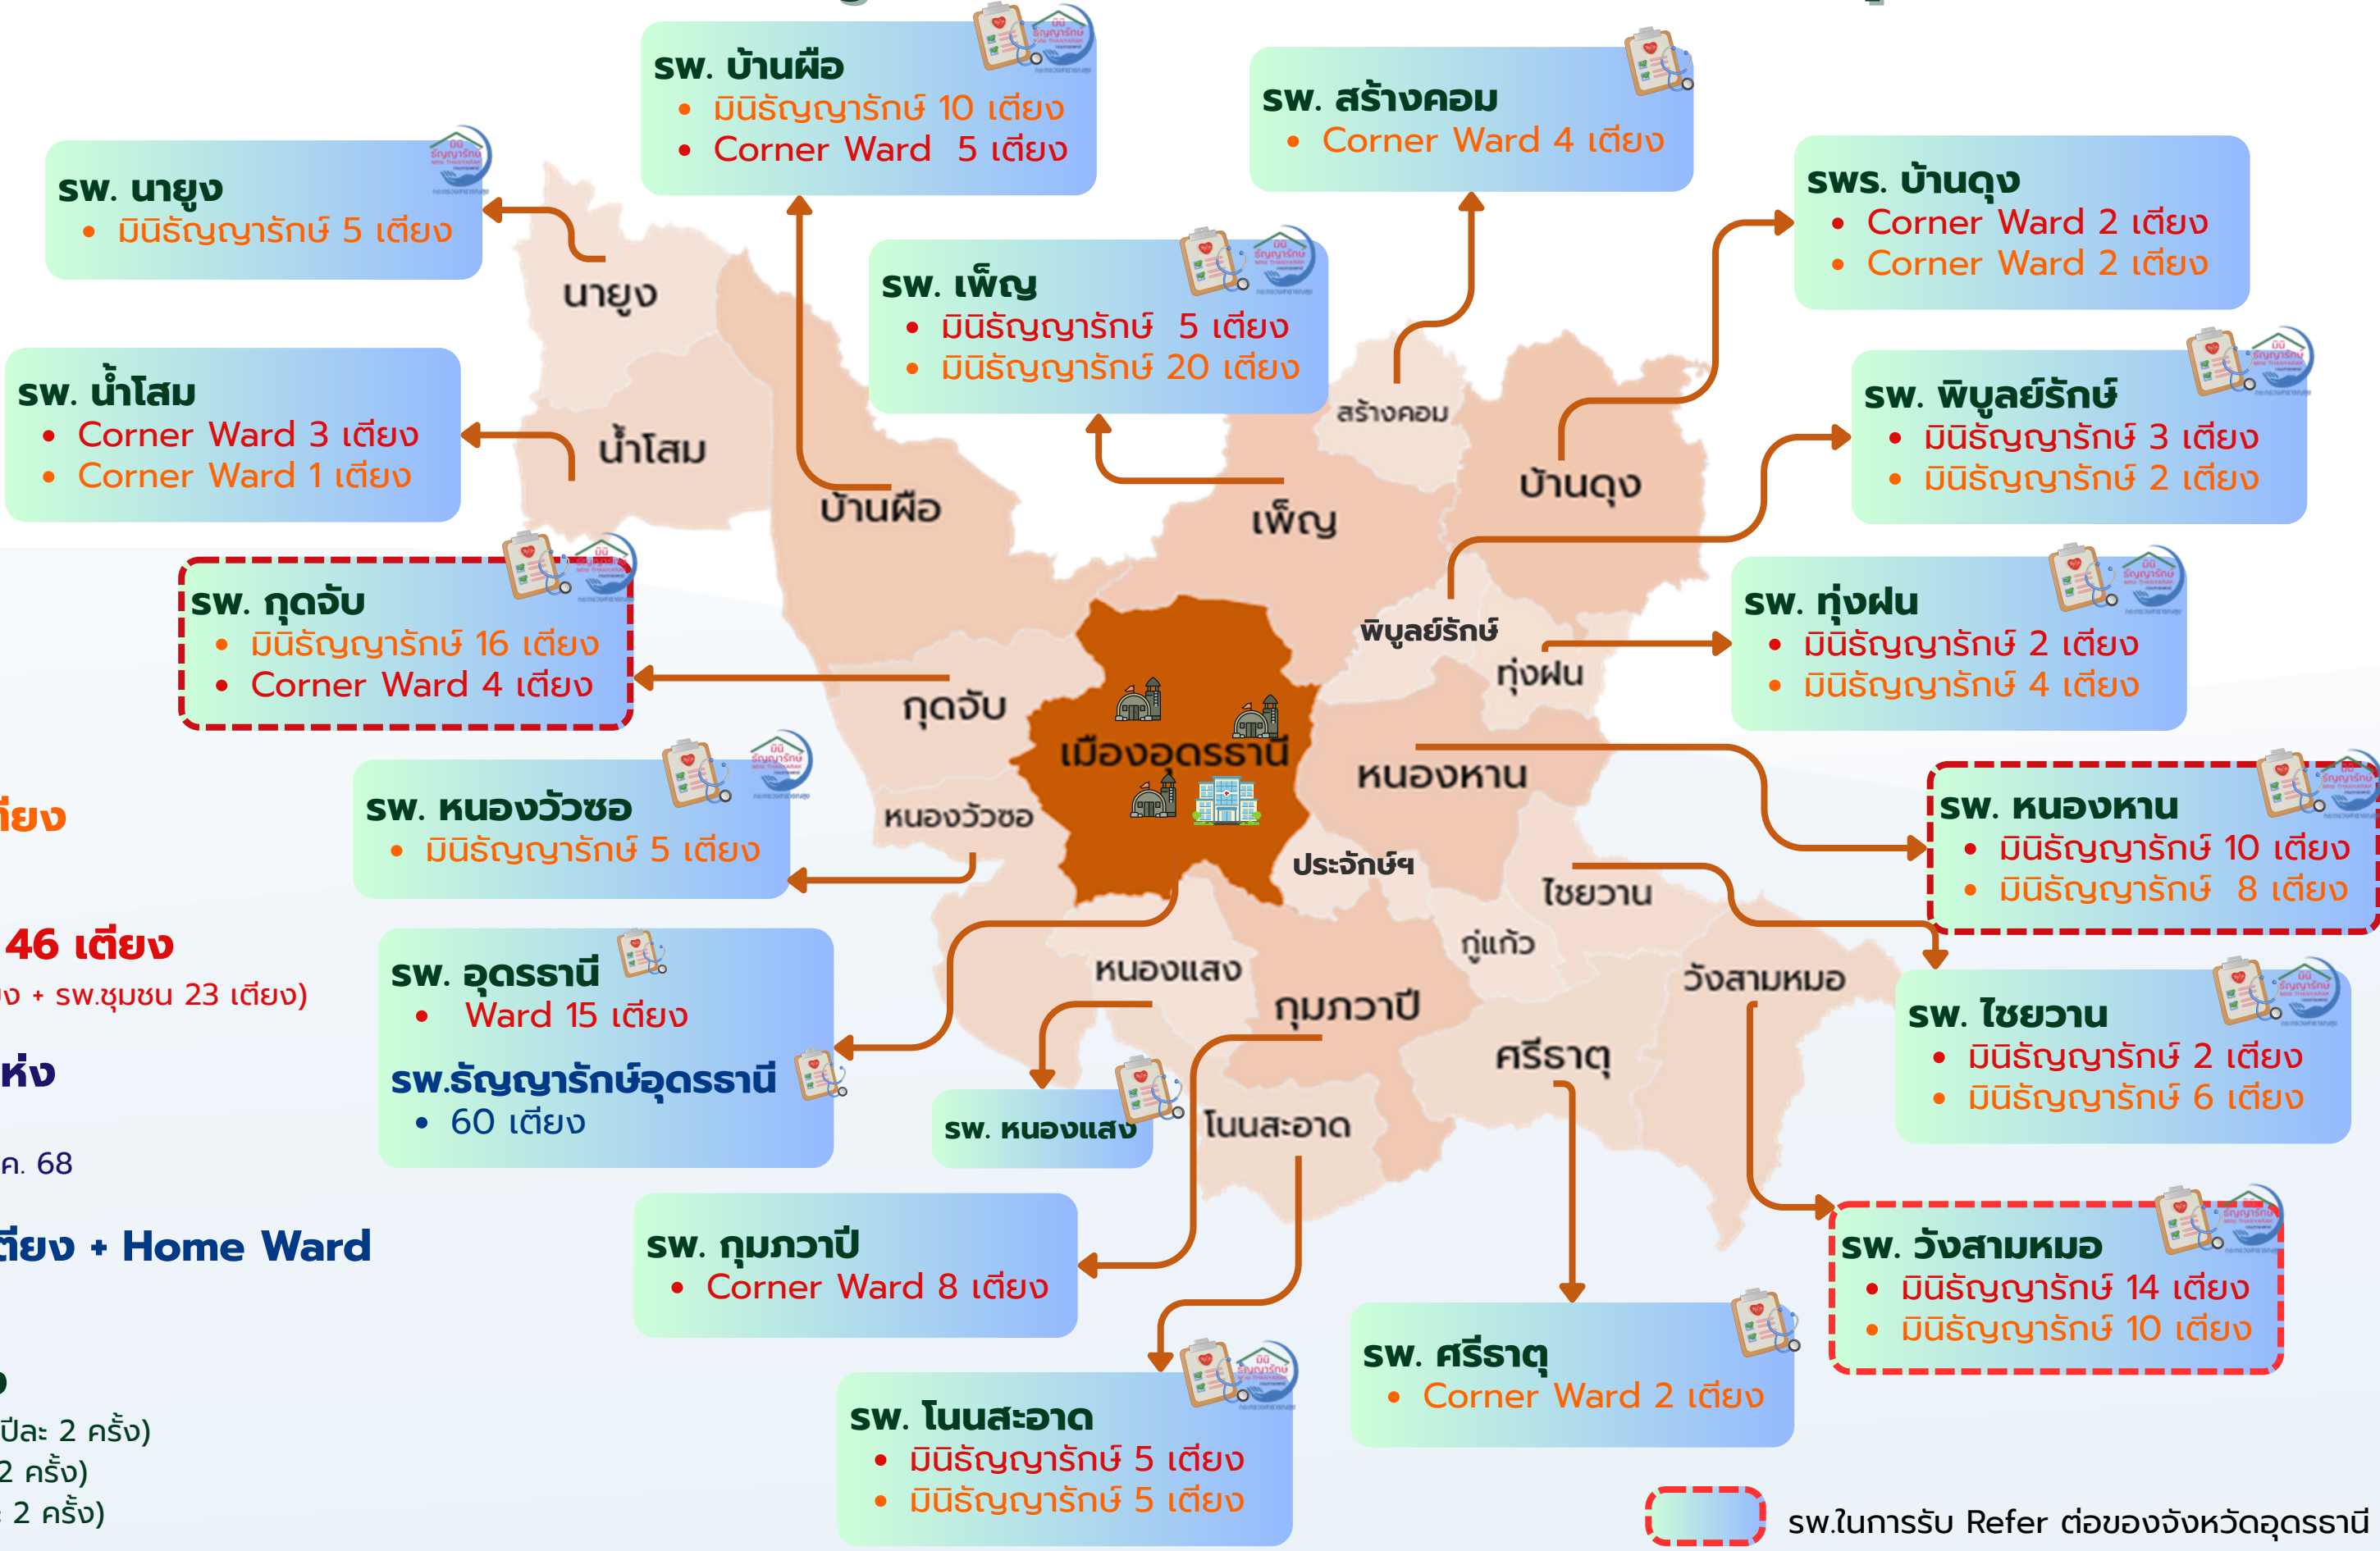 รพ. บ้านผือ
มินิธัญญารักษ์ 10 เตียง
Corner Ward 5 เตียง
รพ. สร้างคอม
Corner Ward 4 เตียง
รพ. นายูง
มินิธัญญารักษ์ 5 เตียง
รพร. บ้านดุง
Corner Ward 2 เตียง
Corner Ward 2 เตียง
รพ. เพ็ญ
มินิธัญญารักษ์ 5 เตียง
มินิธัญญารักษ์ 20 เตียง
รพ. น้ำโสม
Corner Ward 3 เตียง
Corner Ward 1 เตียง
รพ. พิบูลย์รักษ์
มินิธัญญารักษ์ 3 เตียง
มินิธัญญารักษ์ 2 เตียง
รพ. กุดจับ
มินิธัญญารักษ์ 16 เตียง
Corner Ward 4 เตียง
รพ. ทุ่งฝน
มินิธัญญารักษ์ 2 เตียง
มินิธัญญารักษ์ 4 เตียง
รพ. หนองวัวซอ
มินิธัญญารักษ์ 5 เตียง
รพ. หนองหาน
มินิธัญญารักษ์ 10 เตียง
มินิธัญญารักษ์ 8 เตียง
รพ. อุดรธานี
Ward 15 เตียง
รพ.ธัญญารักษ์อุดรธานี
60 เตียง
รพ. หนองแสง
รพ. ไชยวาน
มินิธัญญารักษ์ 2 เตียง
มินิธัญญารักษ์ 6 เตียง
รพ. กุมภวาปี
Corner Ward 8 เตียง
รพ. วังสามหมอ
มินิธัญญารักษ์ 14 เตียง
มินิธัญญารักษ์ 10 เตียง
รพ. โนนสะอาด
มินิธัญญารักษ์ 5 เตียง
มินิธัญญารักษ์ 5 เตียง
รพ. ศรีธาตุ
Corner Ward 2 เตียง
นายูง
น้ำโสม
บ้านผือ
สร้างคอม
เพ็ญ
บ้านดุง
พิบูลย์รักษ์
ทุ่งฝน
กุดจับ
เมืองอุดรธานี
หนองหาน
หนองวัวซอ
ประจักษ์ฯ
ไชยวาน
กู่แก้ว
หนองแสง
กุมภวาปี
วังสามหมอ
ศรีธาตุ
โนนสะอาด
46 เตียง
+ รพ.ชุมชน 23 เตียง)
ค. 68
+ Home Ward
ปีละ 2 ครั้ง)
2 ครั้ง)
2 ครั้ง)
รพ.ในการรับ Refer ต่อของจังหวัดอุดรธานี